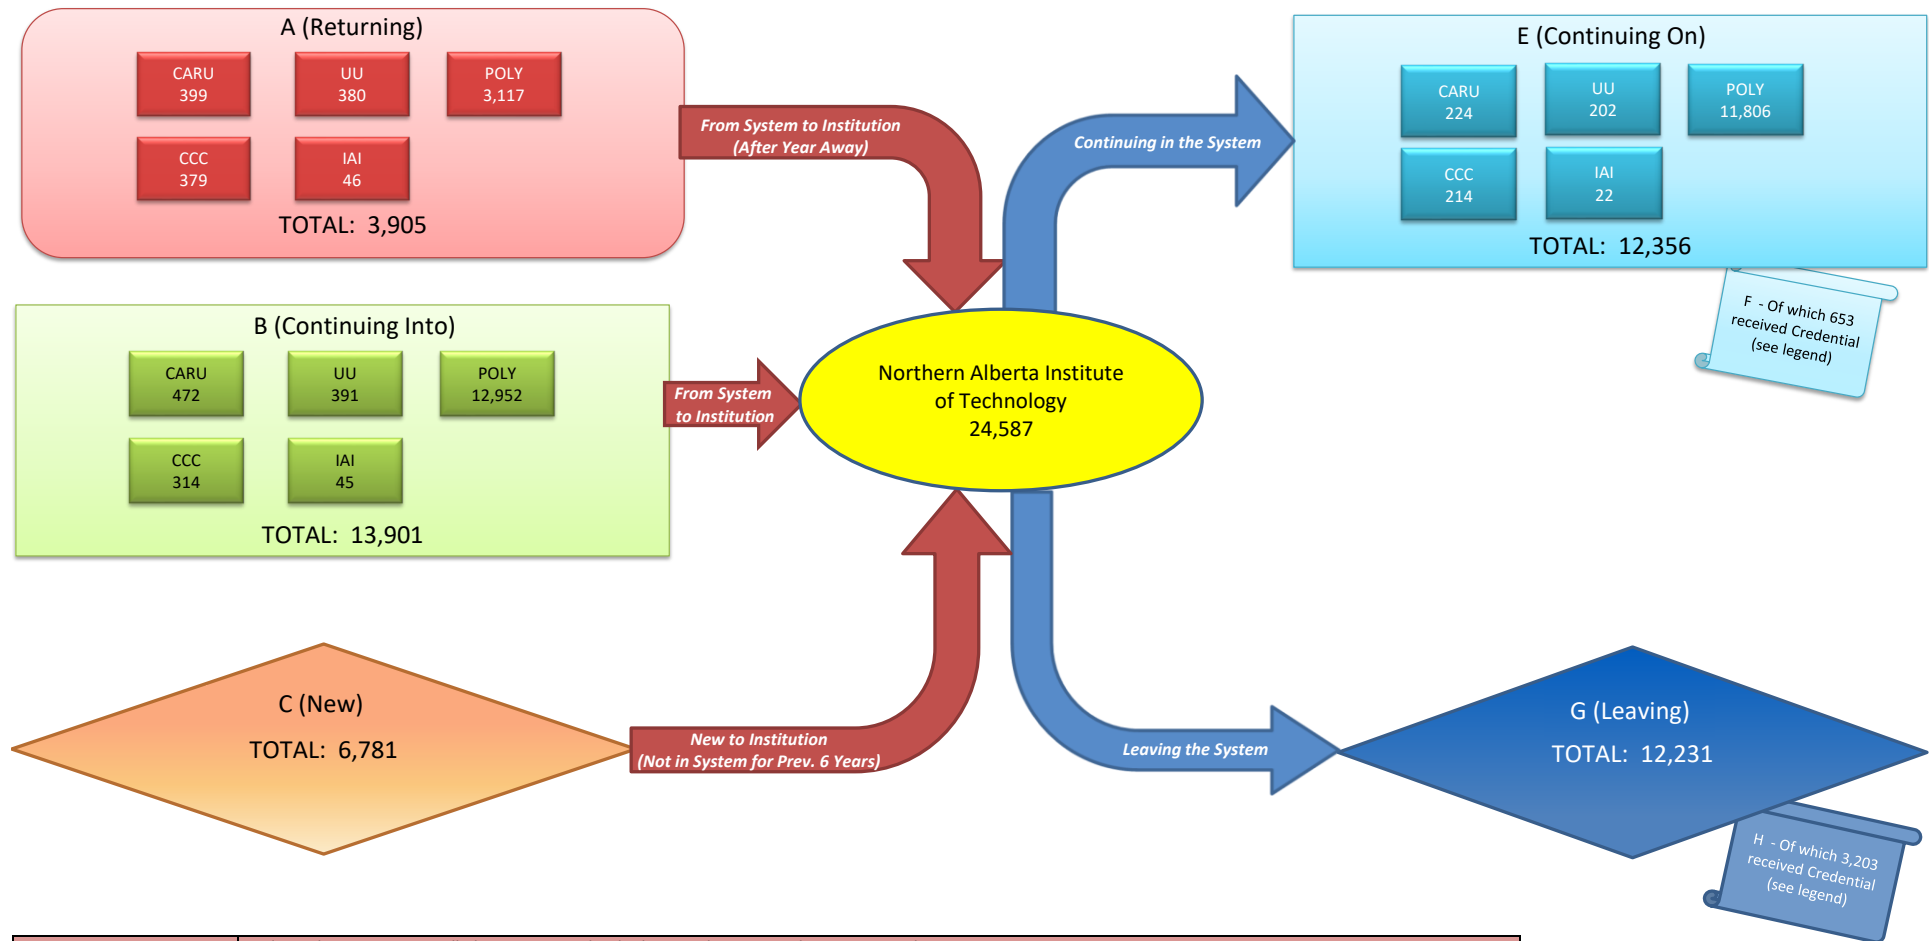 A (Returning)
CARU
399
UU
380
POLY
3,117
CCC
379
IAI
46
TOTAL: 3,905
From System to Institution
(After Year Away)
B (Continuing Into)
CARU
472
UU
391
POLY
12,952
CCC
314
IAI
45
TOTAL: 13,901
From System
to Institution
C (New)
TOTAL: 6,781
New to Institution
(Not in System for Prev. 6 Years)
Northern Alberta Institute
of Technology
24,587
Continuing in the System
E (Continuing On)
CARU
224
UU
202
POLY
11,806
CCC
214
IAI
22
TOTAL: 12,356
F - Of which 653
received Credential
(see legend)
Leaving the System
G (Leaving)
TOTAL: 12,231
H - Of which 3,203
received Credential
(see legend)